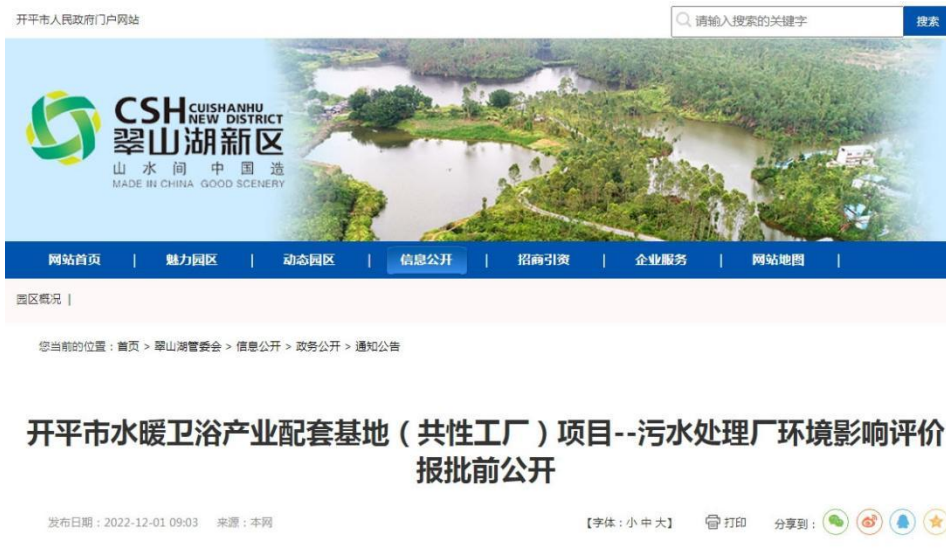 开平市人民政府门户网站
请输入搜索的关键字
搜索
CSH CUISHANHU
NEW DISTRICT
翠山湖新区
山水间 中国造
MADE IN CHINA GOOD SCENERY
网站首页 | 魅力园区 | 动态园区 | 信息公开 | 招商引资 | 企业服务 | 网站地图 |
园区概况 |
您当前的位置：首页 > 翠山湖管委会 > 信息公开 > 政务公开 > 通知公告
开平市水暖卫浴产业配套基地（共性工厂）项目--污水处理厂环境影响评价
报批前公开
发布日期：2022-12-01 09:03 来源：本网 【字体：小 中 大】 打印 分享到：